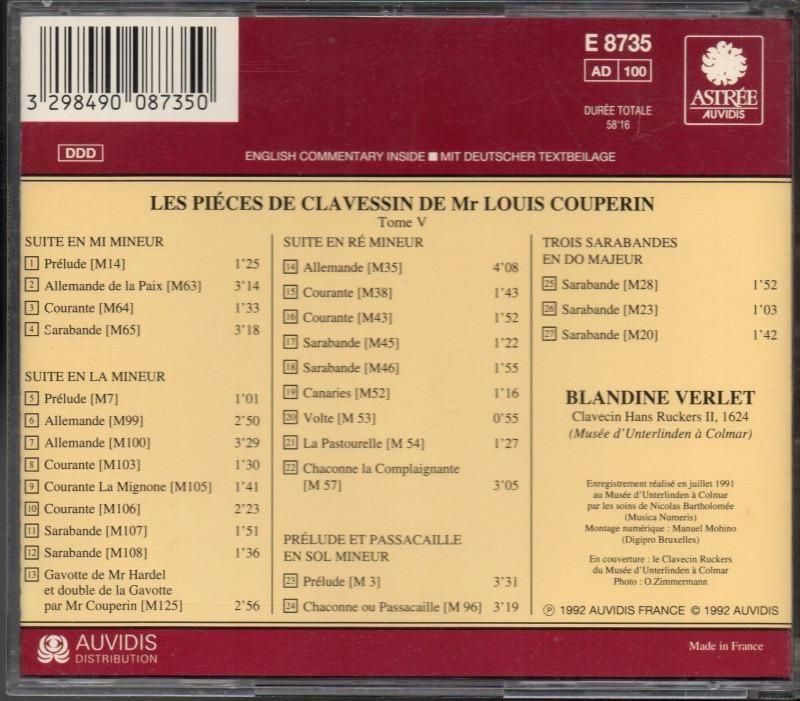 3 298490 087350
DDD
E 8735
AD 100
DURÉE TOTALE
58'16
ASTRÉE
AUVIDIS
ENGLISH COMMENTARY INSIDE ■ MIT DEUTSCHER TEXTBEILAGE
LES PIÉCES DE CLAVESSIN DE Mr LOUIS COUPERIN
Tome V
SUITE EN MI MINEUR
1 Prélude [M14] 1'25
2 Allemande de la Paix [M63] 3'14
3 Courante [M64] 1'33
4 Sarabande [M65] 3'18
SUITE EN LA MINEUR
5 Prélude [M7] 1'01
6 Allemande [M99] 2'50
7 Allemande [M100] 3'29
8 Courante [M103] 1'30
9 Courante La Mignone [M105] 1'41
10 Courante [M106] 2'23
11 Sarabande [M107] 1'51
12 Sarabande [M108] 1'36
13 Gavotte de Mr Hardel
et double de la Gavotte
par Mr Couperin [M125] 2'56
SUITE EN RÉ MINEUR
14 Allemande [M35] 4'08
15 Courante [M38] 1'43
16 Courante [M43] 1'52
17 Sarabande [M45] 1'22
18 Sarabande [M46] 1'55
19 Canaries [M52] 1'16
20 Volte [M 53] 0'55
21 La Pastourelle [M 54] 1'27
22 Chaconne la Complaignante
[M 57] 3'05
PRÉLUDE ET PASSACAILLE
EN SOL MINEUR
23 Prélude [M 3] 3'31
24 Chaconne ou Passacaille [M 96] 3'19
TROIS SARABANDES
EN DO MAJEUR
25 Sarabande [M28] 1'52
26 Sarabande [M23] 1'03
27 Sarabande [M20] 1'42
BLANDINE VERLET
Clavecin Hans Ruckers II, 1624
(Musée d'Unterlinden à Colmar)
Enregistrement réalisé en juillet 1991
au Musée d'Unterlinden à Colmar
par les soins de Nicolas Bartholomée
(Musica Numeris)
Montage numérique : Manuel Mohino
(Digipro Bruxelles)
En couverture : le Clavecin Ruckers
du Musée d'Unterlinden à Colmar
Photo : O.Zimmermann
℗ 1992 AUVIDIS FRANCE © 1992 AUVIDIS
AUVIDIS
DISTRIBUTION
Made in France